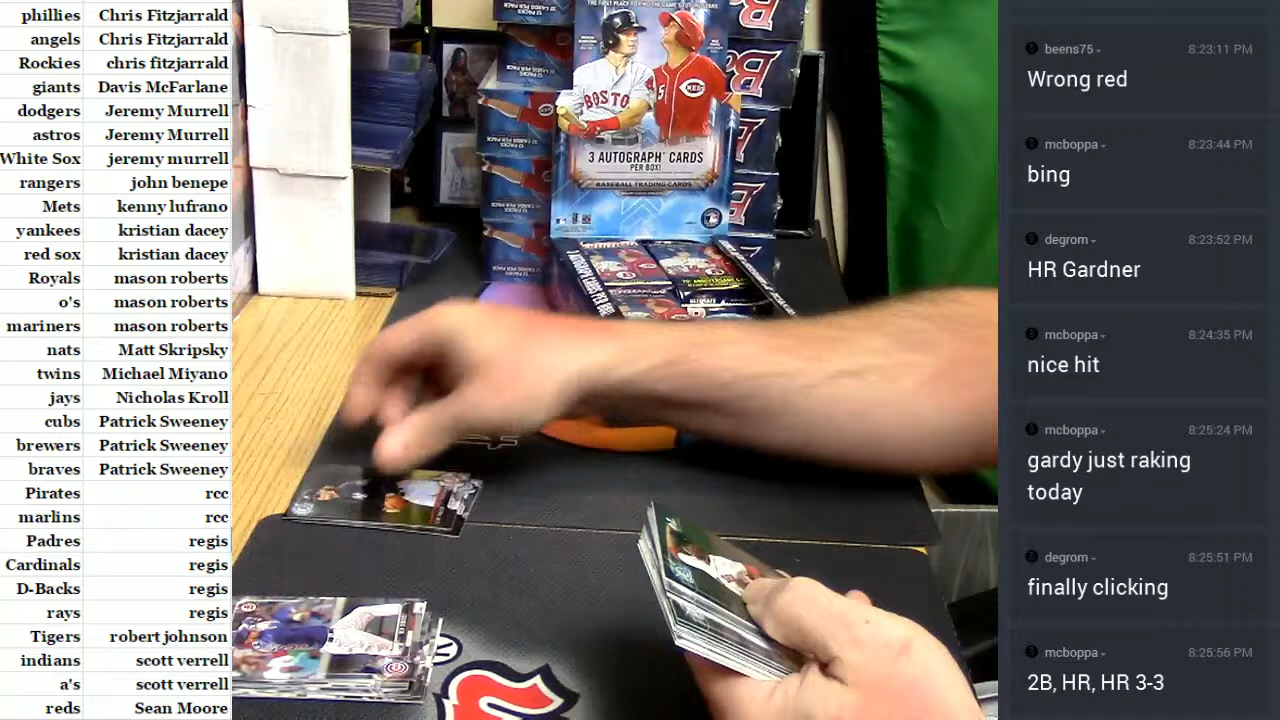 phillies Chris Fitzjarrald
angels Chris Fitzjarrald
Rockies chris fitzjarrald
giants Davis McFarlane
dodgers Jeremy Murrell
astros Jeremy Murrell
White Sox jeremy murrell
rangers john benepe
Mets kenny lufrano
yankees kristian dacey
red sox kristian dacey
Royals mason roberts
o's mason roberts
mariners mason roberts
nats Matt Skripsky
twins Michael Miyano
jays Nicholas Kroll
cubs Patrick Sweeney
brewers Patrick Sweeney
braves Patrick Sweeney
Pirates rcc
marlins rcc
Padres regis
Cardinals regis
D-Backs regis
rays regis
Tigers robert johnson
indians scott verrell
a's scott verrell
reds Sean Moore
BOSTO
REDS
3 AUTOGRAPH CARDS
PER BOX!
BASEBALL TRADING CARDS
beens75 8:23:11 PM
Wrong red
mcboppa 8:23:44 PM
bing
degrom 8:23:52 PM
HR Gardner
mcboppa 8:24:35 PM
nice hit
mcboppa 8:25:24 PM
gardy just raking
today
degrom 8:25:51 PM
finally clicking
mcboppa 8:25:56 PM
2B, HR, HR 3-3